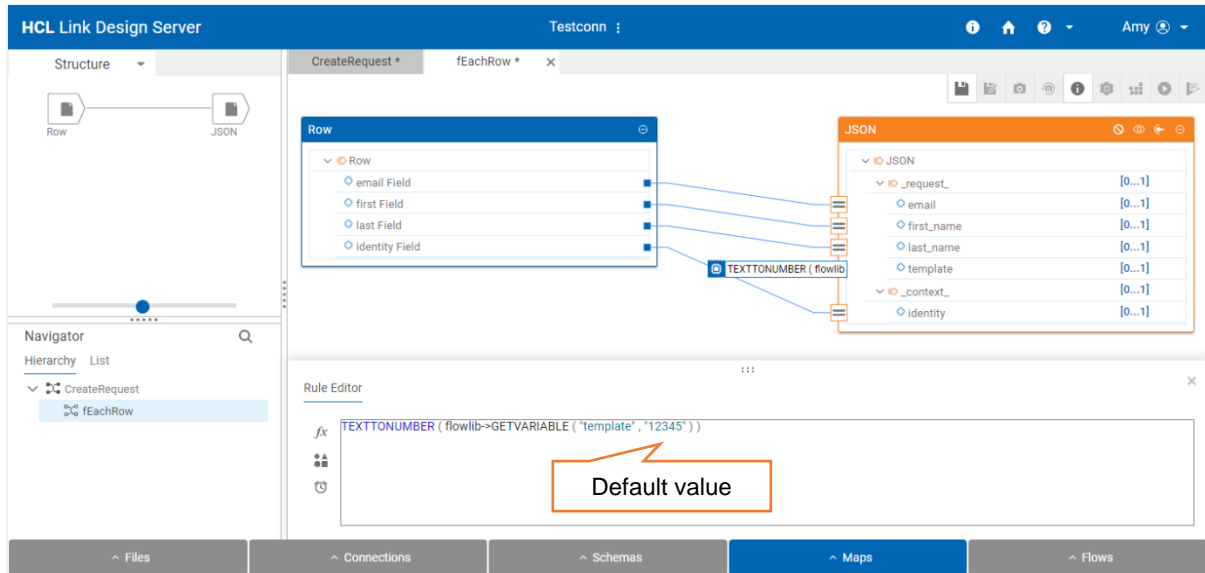 HCL Link Design Server
Testconn
Amy
Structure
CreateRequest *
fEachRow *
Row
JSON
Row
Row
email Field
first Field
last Field
identity Field
JSON
_request_ [0...1]
email [0...1]
first_name [0...1]
last_name [0...1]
TEXTTONUMBER ( flowlib
template [0...1]
_context_ [0...1]
identity [0...1]
Navigator
Hierarchy List
CreateRequest
fEachRow
Rule Editor
fx
TEXTTONUMBER ( flowlib->GETVARIABLE ( "template" , "12345" ) )
Default value
Files
Connections
Schemas
Maps
Flows